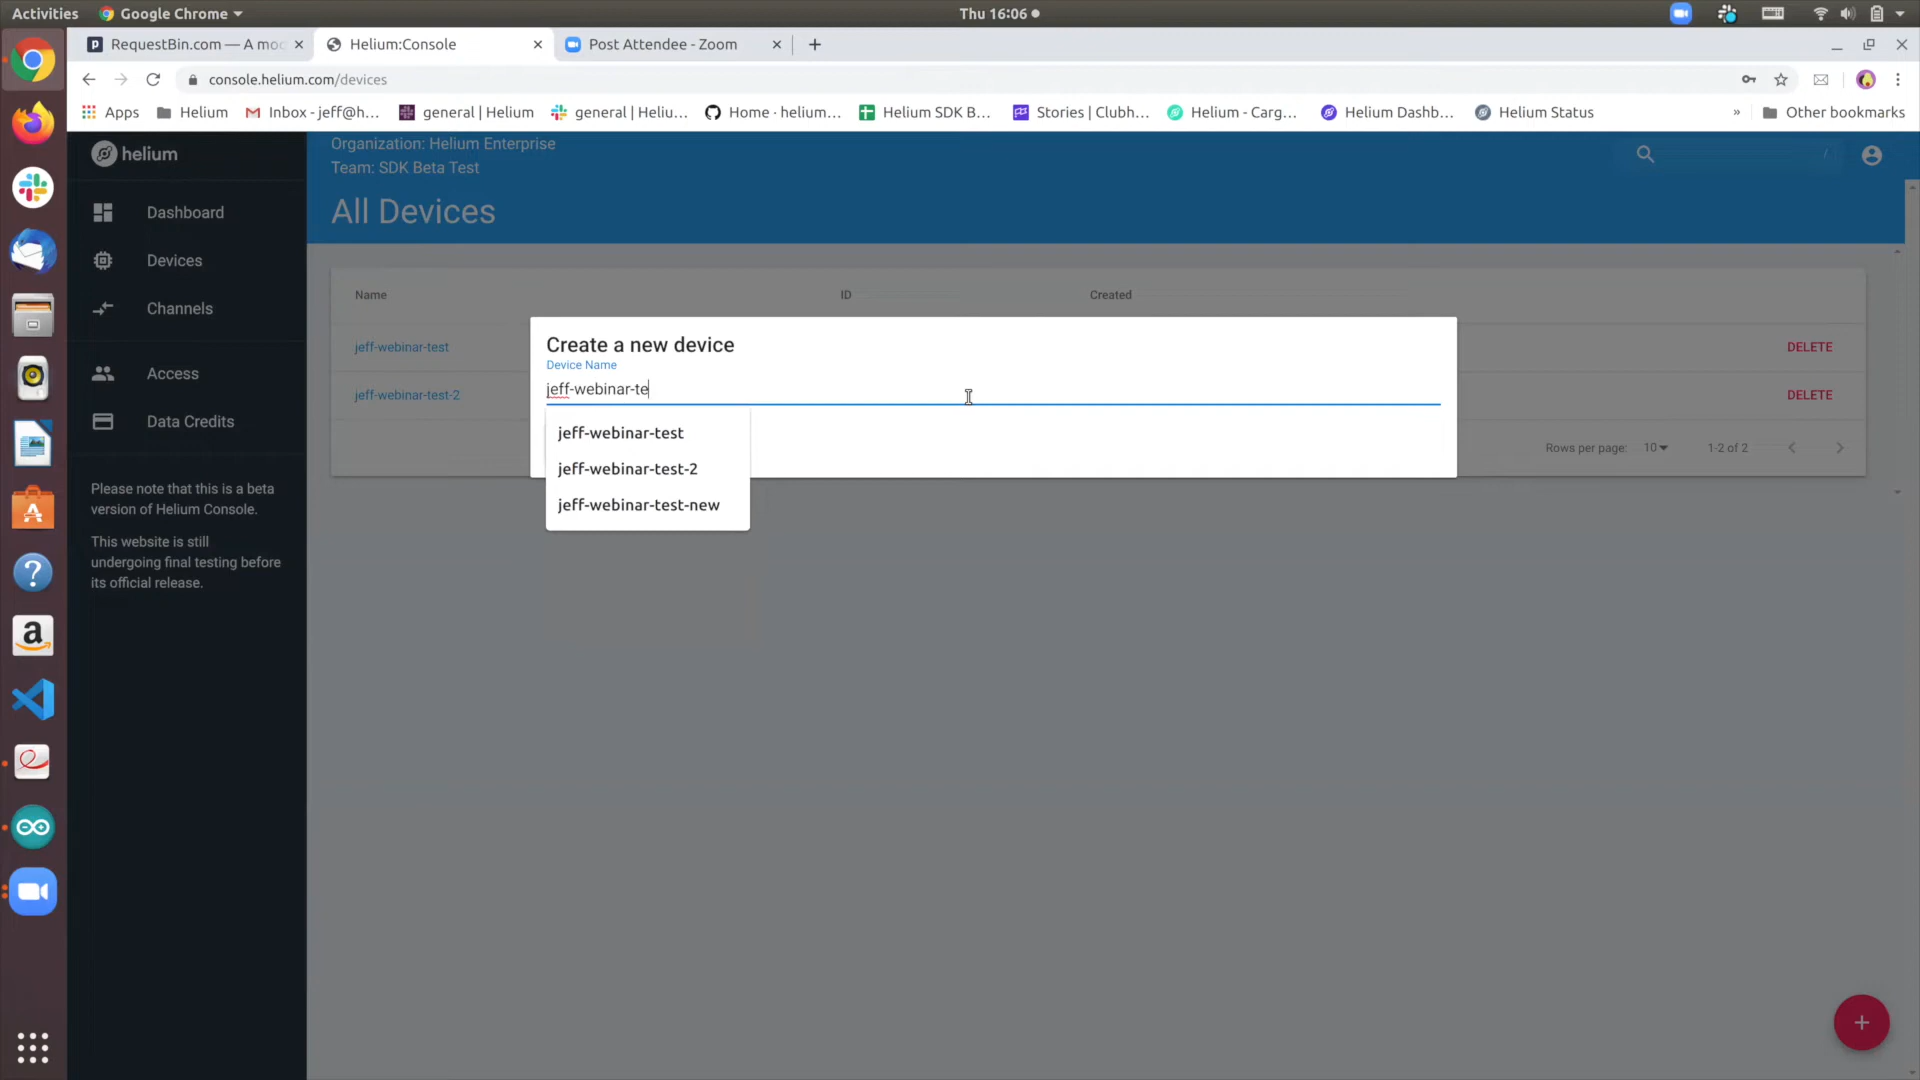 Activities
Google Chrome
Thu 16:06
RequestBin.com — A moc
Helium:Console
Post Attendee - Zoom
console.helium.com/devices
Apps
Helium
Inbox - jeff@h...
general | Helium
general | Heliu...
Home · helium...
Helium SDK B...
Stories | Clubh...
Helium - Carg...
Helium Dashb...
Helium Status
»
Other bookmarks
helium
Organization: Helium Enterprise
Team: SDK Beta Test
/
All Devices
Dashboard
Devices
Channels
Access
Data Credits
Please note that this is a beta
version of Helium Console.
This website is still
undergoing final testing before
its official release.
Name
ID
Created
jeff-webinar-test
DELETE
jeff-webinar-test-2
DELETE
Rows per page:
10
1-2 of 2
Create a new device
Device Name
jeff-webinar-te
jeff-webinar-test
jeff-webinar-test-2
jeff-webinar-test-new